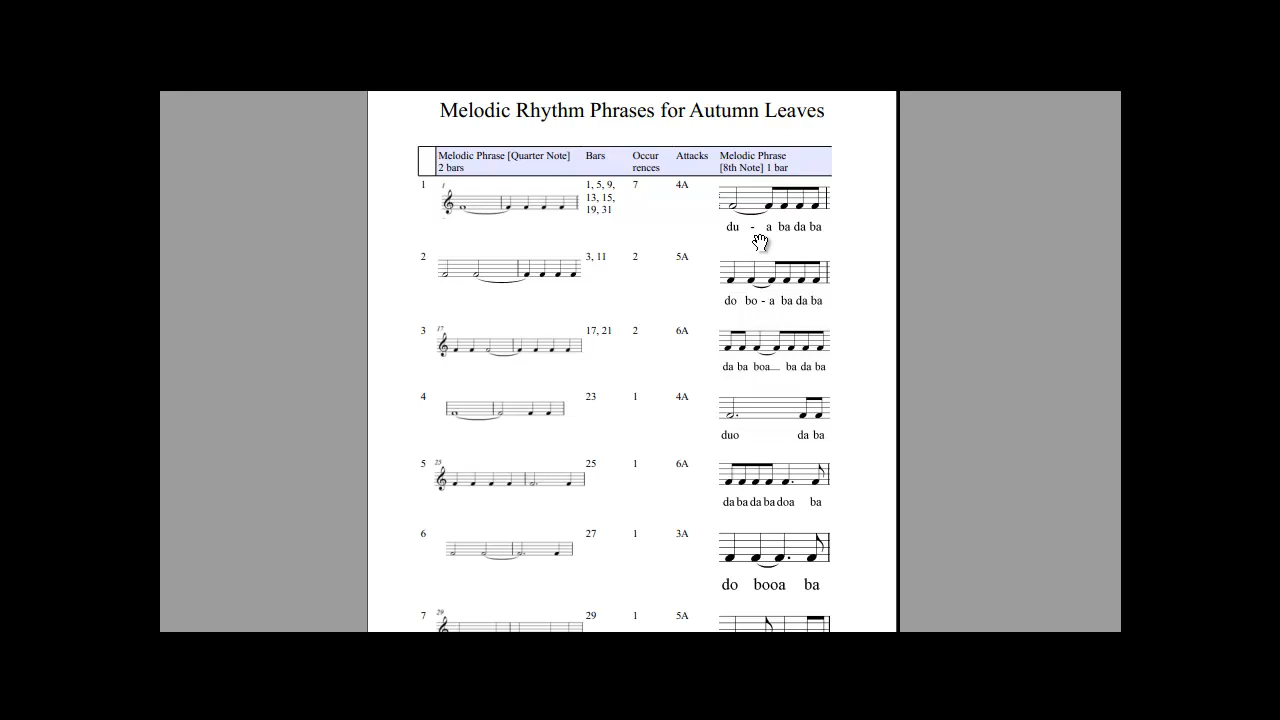 Melodic Rhythm Phrases for Autumn Leaves
Melodic Phrase [Quarter Note] Bars Occur Attacks Melodic Phrase
2 bars rences [8th Note] 1 bar
1 1 1, 5, 9, 7 4A
13, 15,
19, 31
du - a ba da ba
2 3, 11 2 5A
do bo - a ba da ba
3 17 17, 21 2 6A
da ba boa__ ba da ba
4 23 1 4A
duo da ba
5 25 25 1 6A
da ba da ba doa ba
6 27 1 3A
do booa ba
7 29 29 1 5A